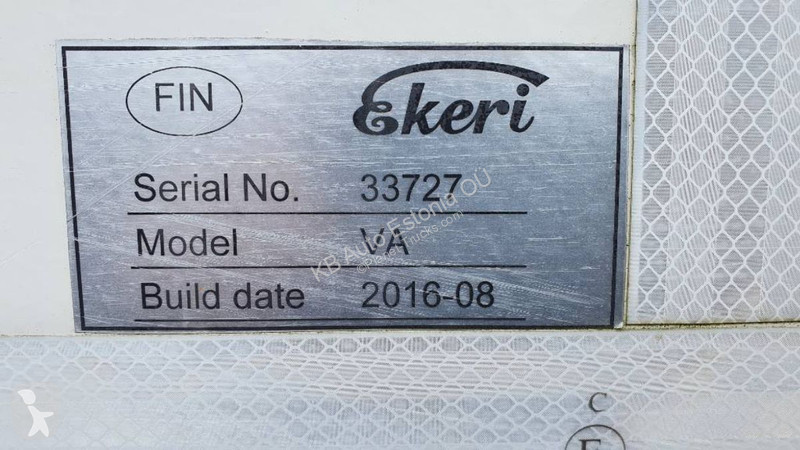 FIN Ekeri
Serial No. 33727
Model VA
Build date 2016-08
KB Auto Estonia OÜ
C
E